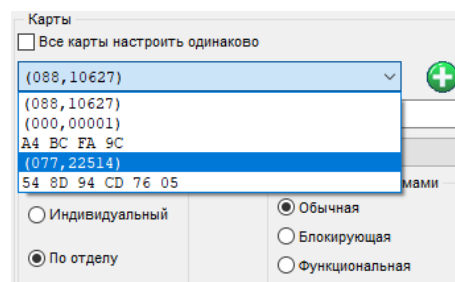 Карты
Все карты настроить одинаково
(088,10627)
(088,10627)
(000,00001)
A4 BC FA 9C
(077,22514)
54 8D 94 CD 76 05
мами
Индивидуальный
Обычная
Блокирующая
По отделу
Функциональная